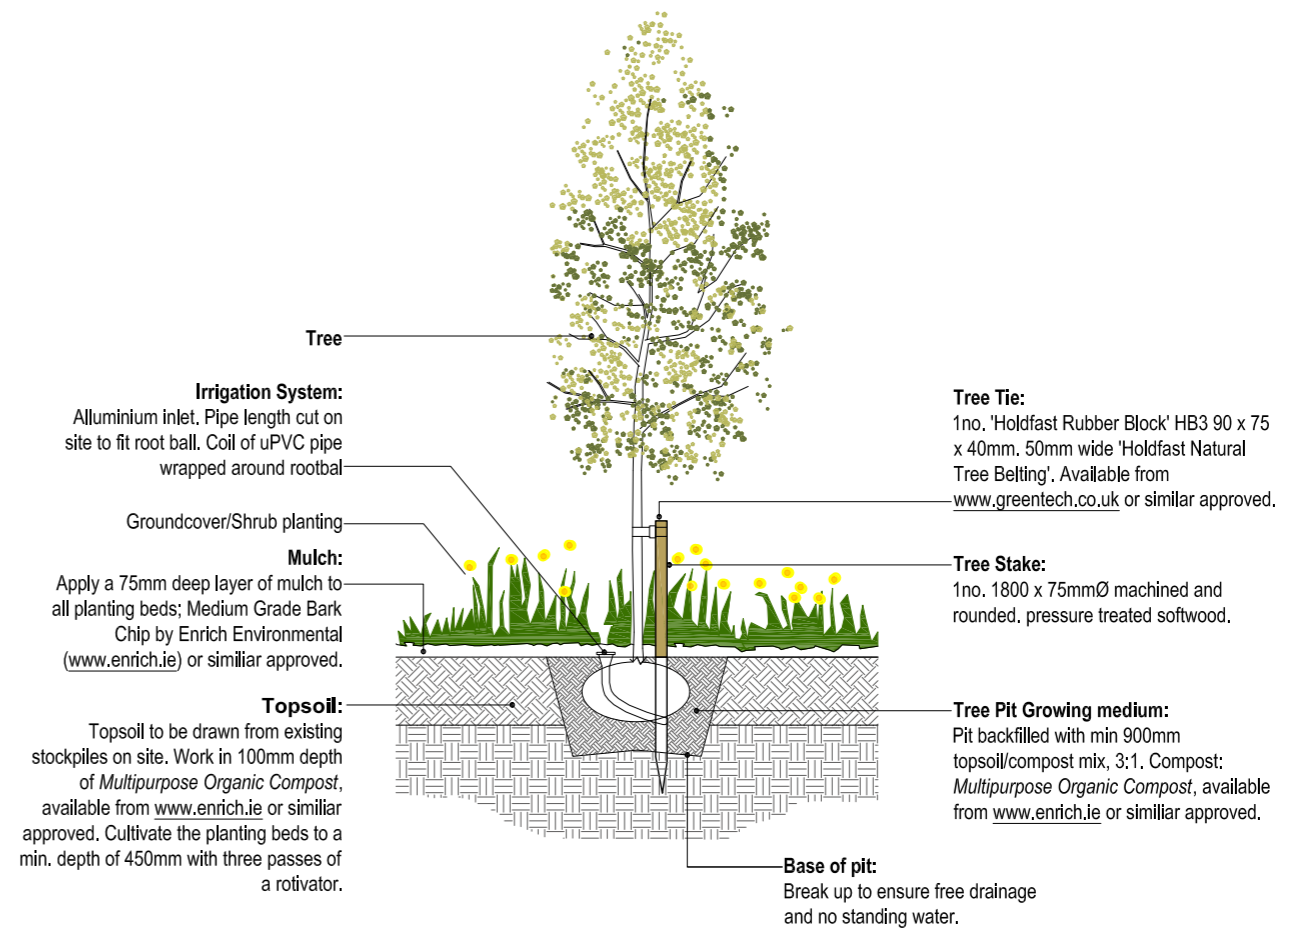 Tree
Irrigation System:
Alluminium inlet. Pipe length cut on
site to fit root ball. Coil of uPVC pipe
wrapped around rootbal
Groundcover/Shrub planting
Mulch:
Apply a 75mm deep layer of mulch to
all planting beds; Medium Grade Bark
Chip by Enrich Environmental
(www.enrich.ie) or similiar approved.
Topsoil:
Topsoil to be drawn from existing
stockpiles on site. Work in 100mm depth
of Multipurpose Organic Compost,
available from www.enrich.ie or similiar
approved. Cultivate the planting beds to a
min. depth of 450mm with three passes of
a rotivator.
Tree Tie:
1no. 'Holdfast Rubber Block' HB3 90 x 75
x 40mm. 50mm wide 'Holdfast Natural
Tree Belting'. Available from
www.greentech.co.uk or similar approved.
Tree Stake:
1no. 1800 x 75mmØ machined and
rounded. pressure treated softwood.
Tree Pit Growing medium:
Pit backfilled with min 900mm
topsoil/compost mix, 3:1. Compost:
Multipurpose Organic Compost, available
from www.enrich.ie or similiar approved.
Base of pit:
Break up to ensure free drainage
and no standing water.